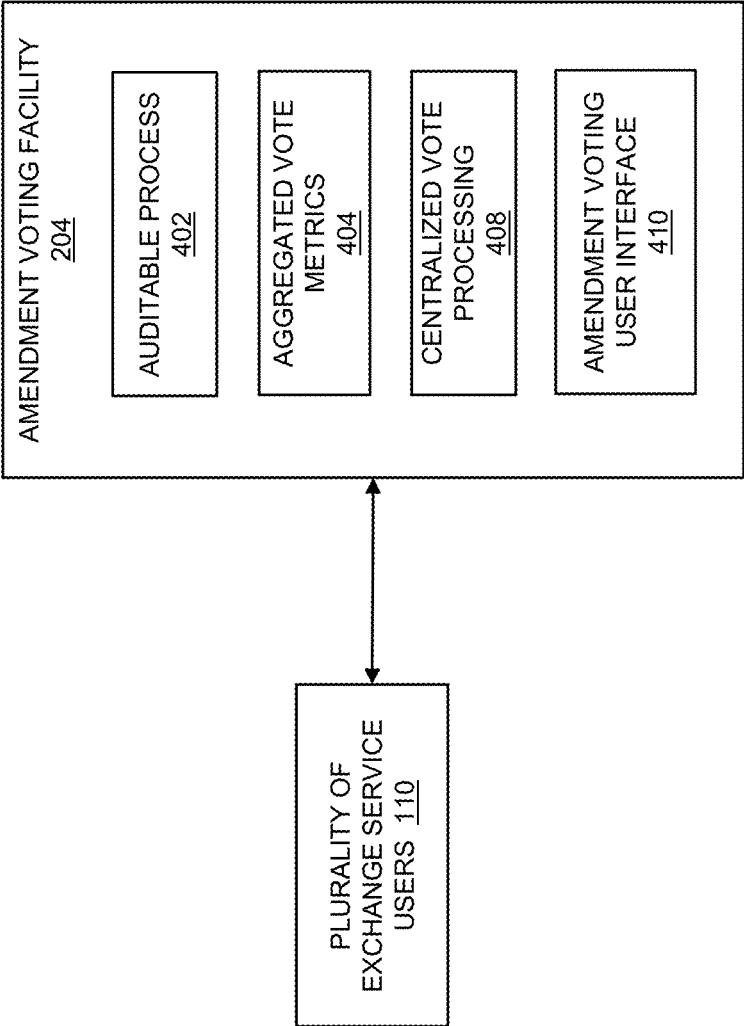 AMENDMENT VOTING FACILITY
204
AUDITABLE PROCESS
402
AGGREGATED VOTE
METRICS
404
CENTRALIZED VOTE
PROCESSING
408
AMENDMENT VOTING
USER INTERFACE
410
PLURALITY OF
EXCHANGE SERVICE
USERS 110